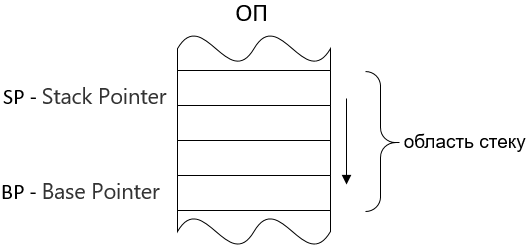 ОП
SP - Stack Pointer
область стеку
BP - Base Pointer